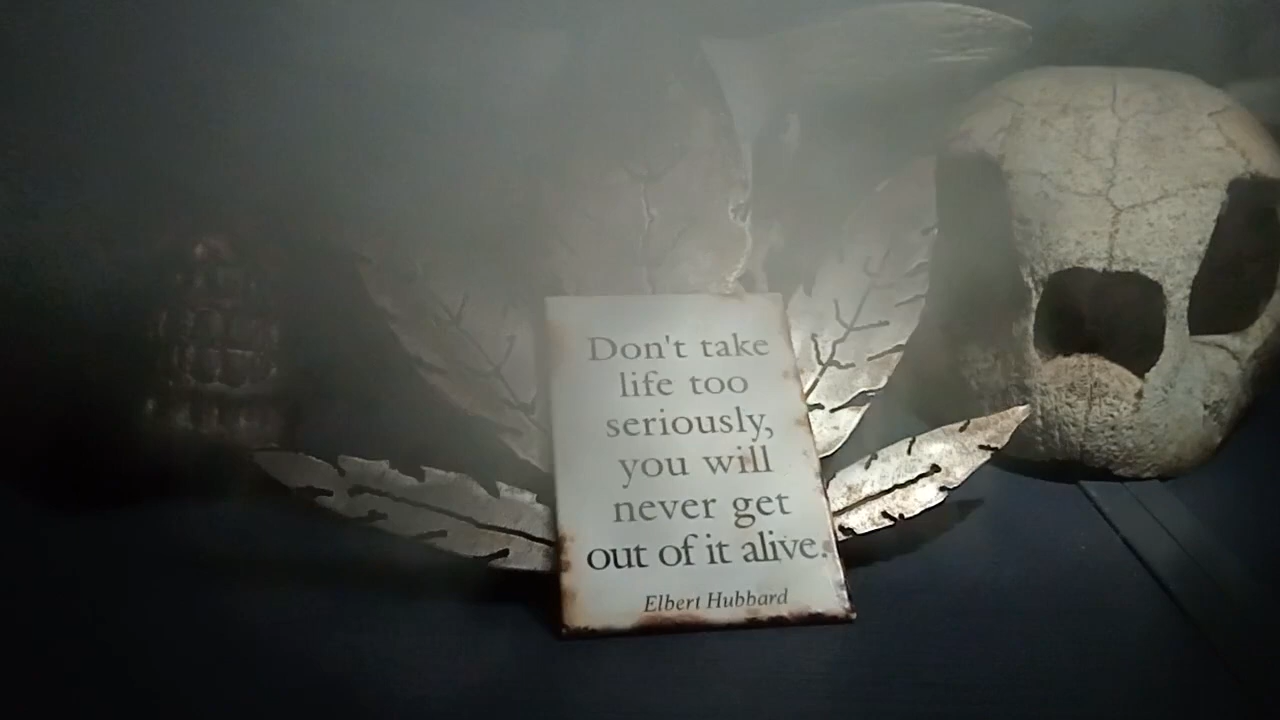 Don't take
life too
seriously,
you will
never get
out of it alive.
Elbert Hubbard